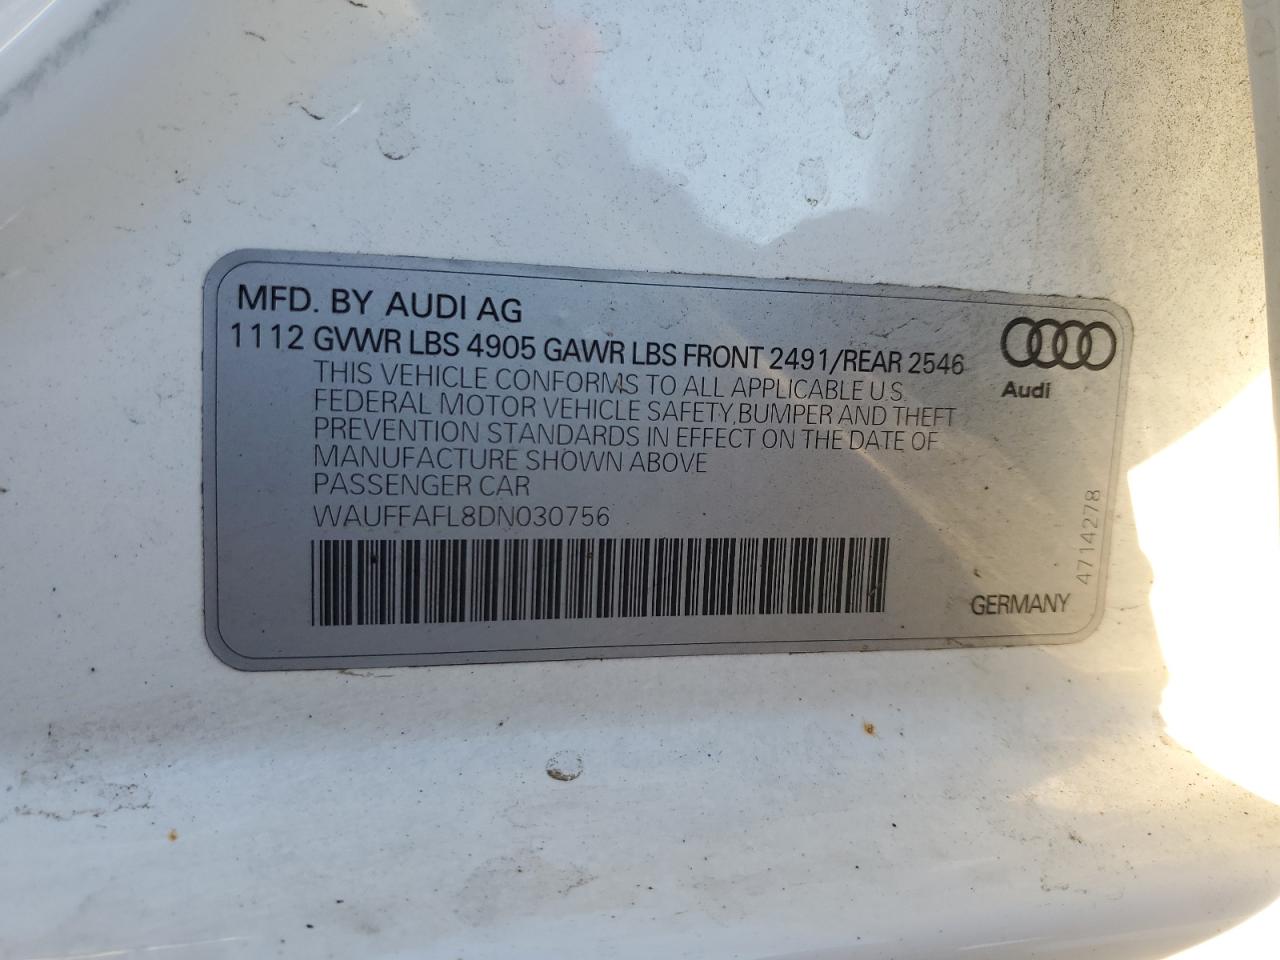 MFD. BY AUDI AG
1112 GVWR LBS 4905 GAWR LBS FRONT 2491/REAR 2546
THIS VEHICLE CONFORMS TO ALL APPLICABLE U.S.
FEDERAL MOTOR VEHICLE SAFETY, BUMPER AND THEFT
PREVENTION STANDARDS IN EFFECT ON THE DATE OF
MANUFACTURE SHOWN ABOVE
PASSENGER CAR
WAUFFAFL8DN030756
Audi
4714278
GERMANY